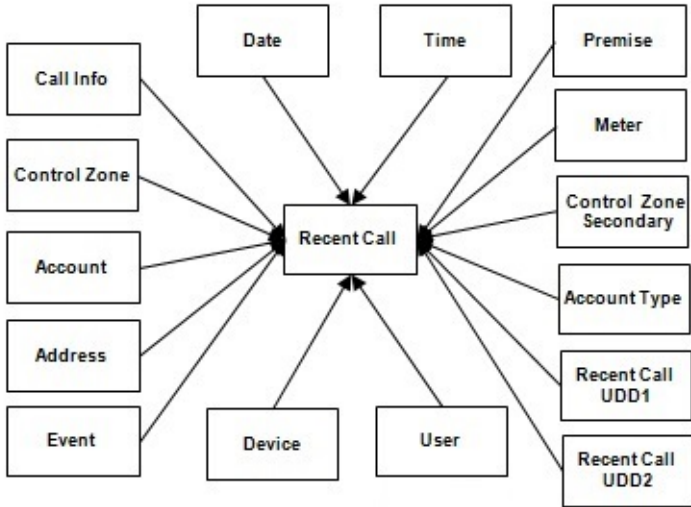 Date
Time
Premise
Call Info
Meter
Control Zone
Control Zone
Secondary
Recent Call
Account
Account Type
Address
Recent Call
UDD1
Event
Device
User
Recent Call
UDD2